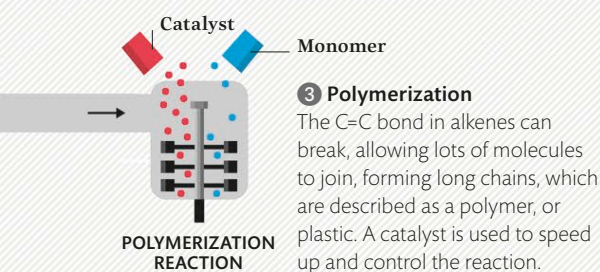 Catalyst
Monomer
3 Polymerization
The C=C bond in alkenes can
break, allowing lots of molecules
to join, forming long chains, which
are described as a polymer, or
plastic. A catalyst is used to speed
up and control the reaction.
POLYMERIZATION
REACTION